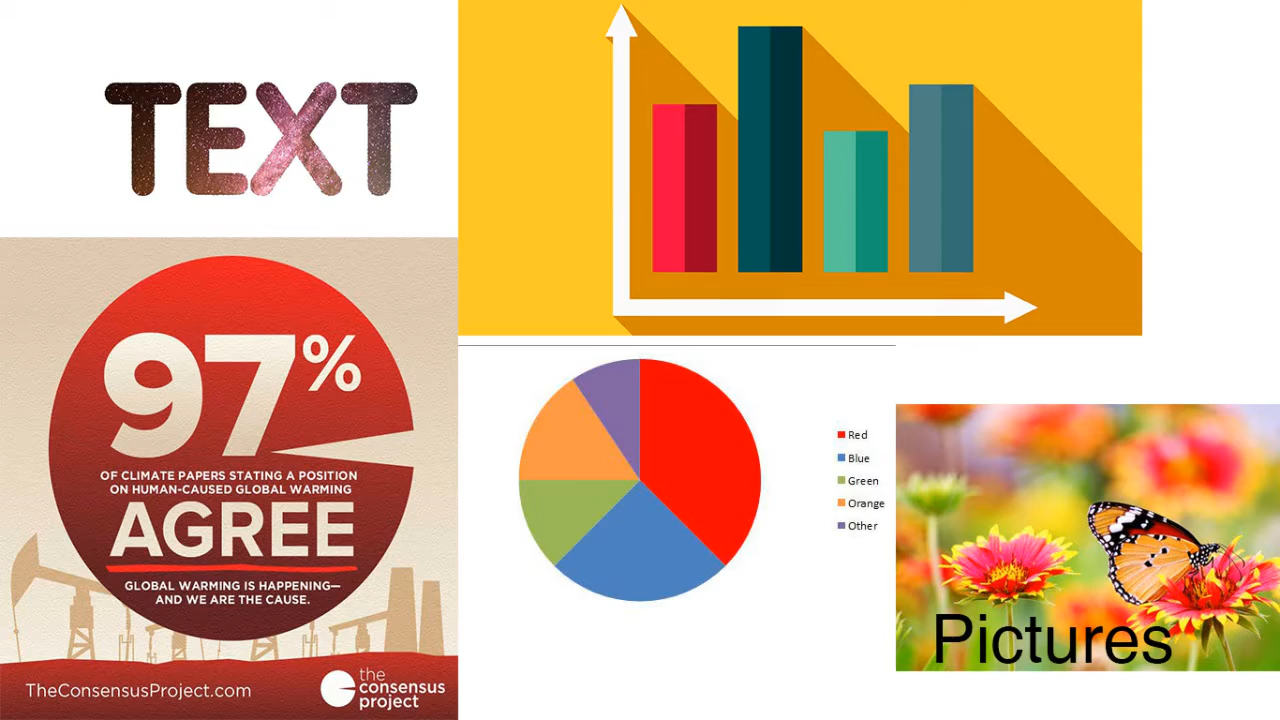 TEXT
97%
OF CLIMATE PAPERS STATING A POSITION
ON HUMAN-CAUSED GLOBAL WARMING
AGREE
GLOBAL WARMING IS HAPPENING—
AND WE ARE THE CAUSE.
TheConsensusProject.com
the
consensus
project
Red
Blue
Green
Orange
Other
Pictures